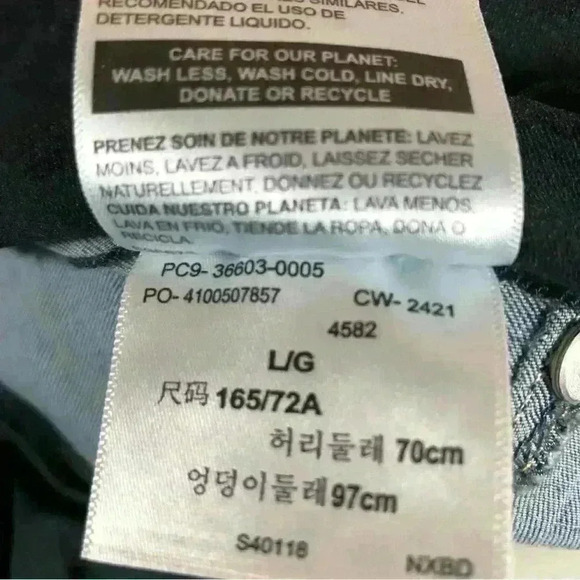 RECOMENDADO EL USO DE
DETERGENTE LIQUIDO.
CARE FOR OUR PLANET:
WASH LESS, WASH COLD, LINE DRY,
DONATE OR RECYCLE
PRENEZ SOIN DE NOTRE PLANETE: LAVEZ
MOINS, LAVEZ A FROID, LAISSEZ SECHER
NATURELLEMENT, DONNEZ OU RECYCLEZ
CUIDA NUESTRO PLANETA: LAVA MENOS,
LAVA EN FRIO, TIENDE LA ROPA, DONA O
RECICLA
PC9- 36603-0005
PO- 4100507857 CW- 2421
4582
L/G
尺码 165/72A
허리둘레 70cm
엉덩이둘레 97cm
S40118 NXBD